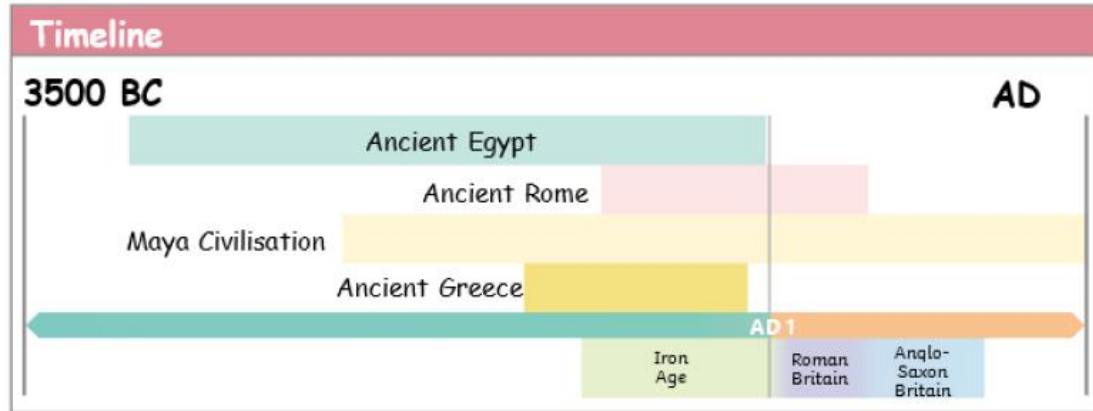 Timeline
3500 BC AD
Ancient Egypt
Ancient Rome
Maya Civilisation
Ancient Greece
AD 1
Iron
Age
Roman
Britain
Anglo-
Saxon
Britain